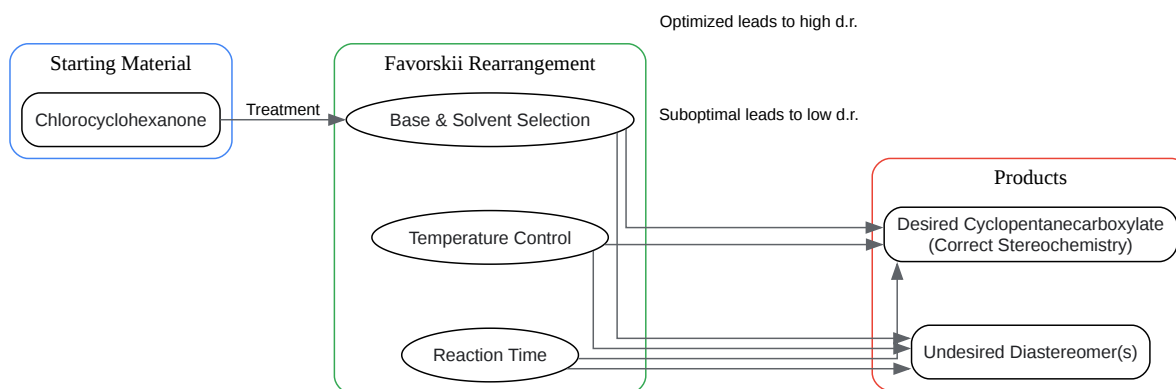 Optimized leads to high d.r.
Starting Material
Favorskii Rearrangement
Chlorocyclohexanone
Treatment
Base & Solvent Selection
Suboptimal leads to low d.r.
Products
Temperature Control
Desired Cyclopentanecarboxylate
(Correct Stereochemistry)
Reaction Time
Undesired Diastereomer(s)